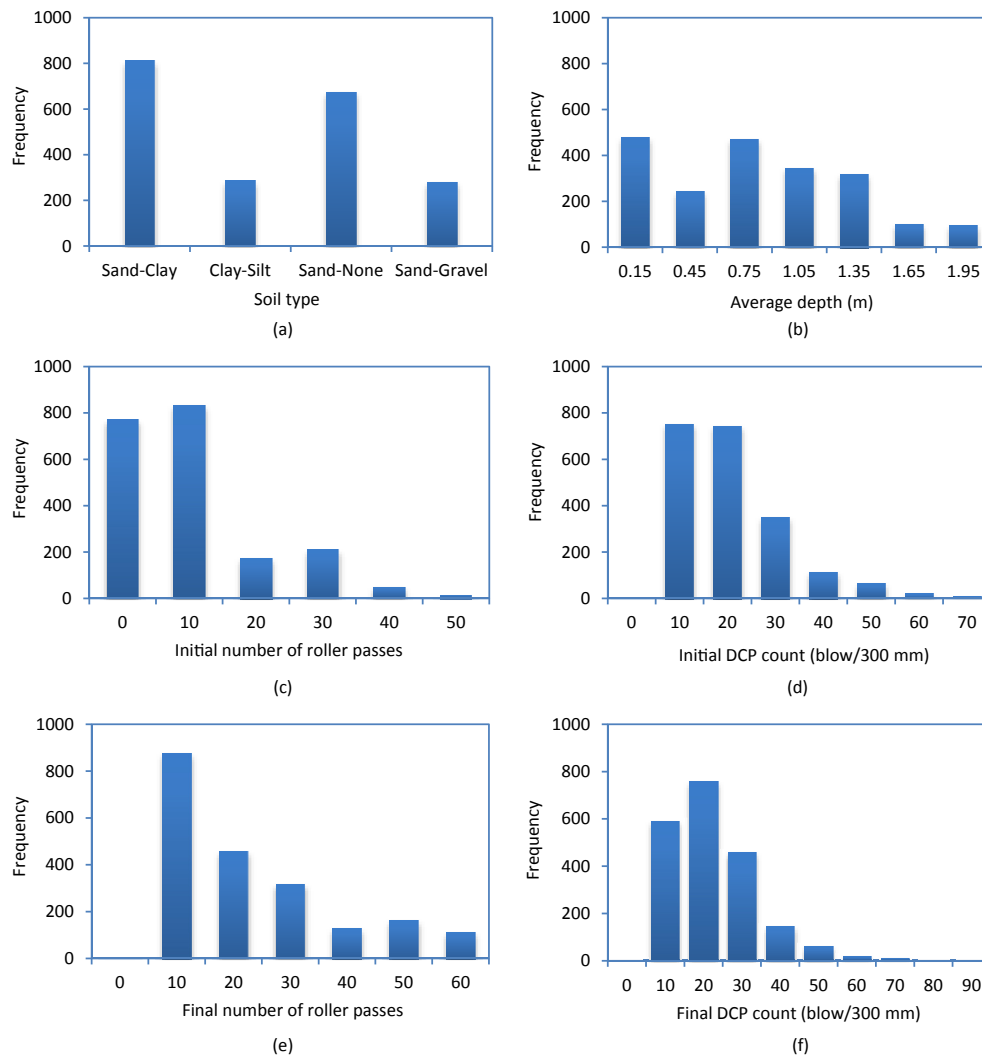 1000
800
600
400
200
0
Frequency
Sand-Clay Clay-Silt Sand-None Sand-Gravel
Soil type
(a)
1000
800
600
400
200
0
Frequency
0.15 0.45 0.75 1.05 1.35 1.65 1.95
Average depth (m)
(b)
1000
800
600
400
200
0
Frequency
0 10 20 30 40 50
Initial number of roller passes
(c)
1000
800
600
400
200
0
Frequency
0 10 20 30 40 50 60 70
Initial DCP count (blow/300 mm)
(d)
1000
800
600
400
200
0
Frequency
0 10 20 30 40 50 60
Final number of roller passes
(e)
1000
800
600
400
200
0
Frequency
0 10 20 30 40 50 60 70 80 90
Final DCP count (blow/300 mm)
(f)